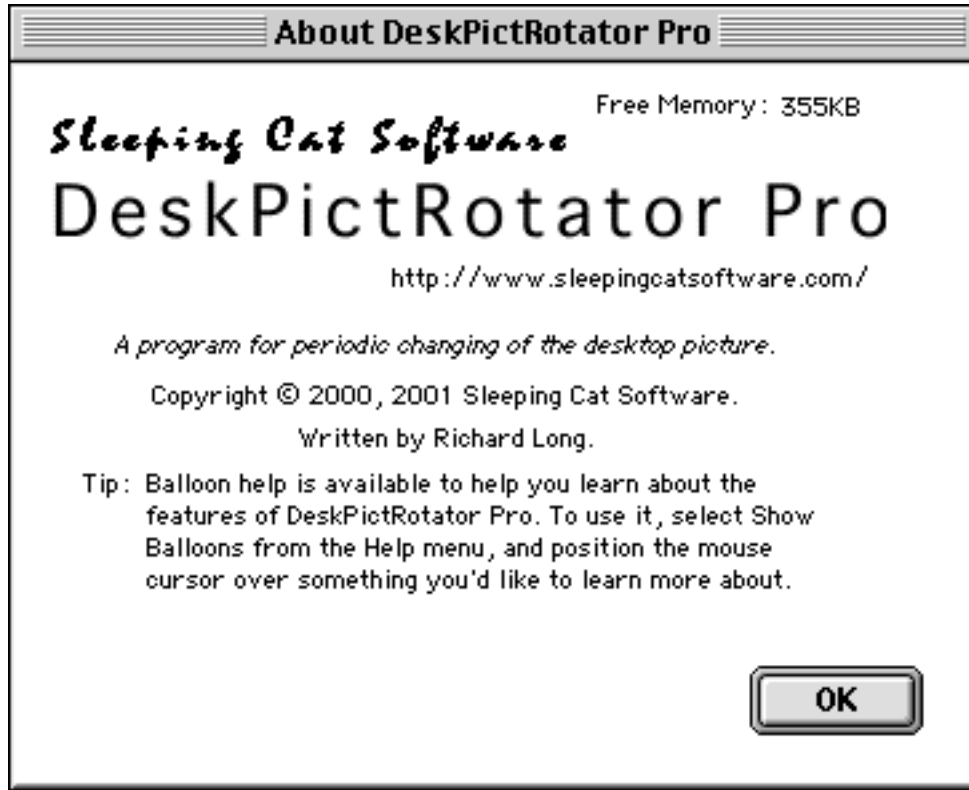 About DeskPictRotator Pro
Free Memory: 355KB
Sleeping Cat Software
DeskPictRotator Pro
http://www.sleepingcatsoftware.com/
A program for periodic changing of the desktop picture.
Copyright © 2000, 2001 Sleeping Cat Software.
Written by Richard Long.
Tip: Balloon help is available to help you learn about the
features of DeskPictRotator Pro. To use it, select Show
Balloons from the Help menu, and position the mouse
cursor over something you'd like to learn more about.
OK